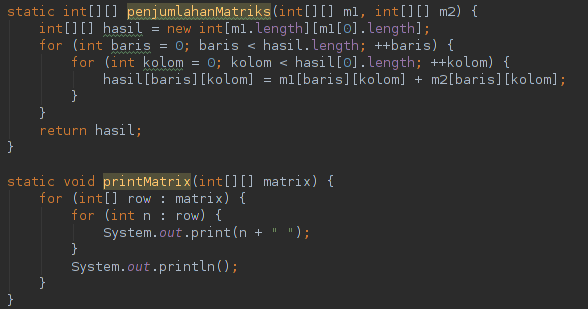 static int[][] penjumlahanMatriks(int[][] m1, int[][] m2) {
    int[][] hasil = new int[m1.length][m1[0].length];
    for (int baris = 0; baris < hasil.length; ++baris) {
        for (int kolom = 0; kolom < hasil[0].length; ++kolom) {
            hasil[baris][kolom] = m1[baris][kolom] + m2[baris][kolom];
        }
    }
    return hasil;
}

static void printMatrix(int[][] matrix) {
    for (int[] row : matrix) {
        for (int n : row) {
            System.out.print(n + " ");
        }
        System.out.println();
    }
}